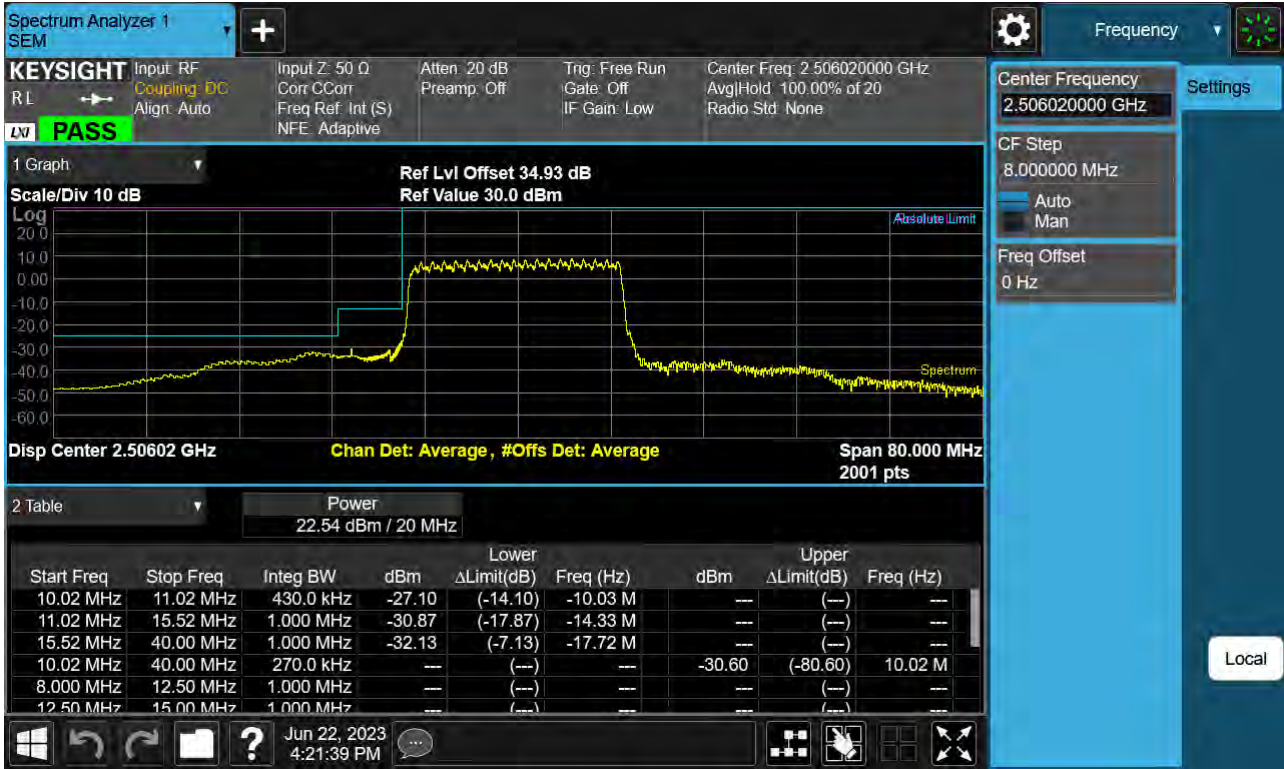 Spectrum Analyzer 1
SEM
Frequency
KEYSIGHT
R L
LXI
PASS
Input: RF
Coupling: DC
Align: Auto
Input Z: 50 Ω
Corr CCorr
Freq Ref: Int (S)
NFE: Adaptive
Atten: 20 dB
Preamp: Off
Trig: Free Run
Gate: Off
IF Gain: Low
Center Freq: 2.506020000 GHz
Avg|Hold: 100.00% of 20
Radio Std: None
Center Frequency
2.506020000 GHz
Settings
CF Step
8.000000 MHz
Auto
Man
Freq Offset
0 Hz
1 Graph
Scale/Div 10 dB
Ref Lvl Offset 34.93 dB
Ref Value 30.0 dBm
Log
20.0
10.0
0.00
-10.0
-20.0
-30.0
-40.0
-50.0
-60.0
Absolute Limit
Spectrum
Disp Center 2.50602 GHz
Chan Det: Average, #Offs Det: Average
Span 80.000 MHz
2001 pts
2 Table
Power
22.54 dBm / 20 MHz
Lower Upper
Start Freq Stop Freq Integ BW dBm ΔLimit(dB) Freq (Hz) dBm ΔLimit(dB) Freq (Hz)
10.02 MHz 11.02 MHz 430.0 kHz -27.10 (-14.10) -10.03 M --- (---) ---
11.02 MHz 15.52 MHz 1.000 MHz -30.87 (-17.87) -14.33 M --- (---) ---
15.52 MHz 40.00 MHz 1.000 MHz -32.13 (-7.13) -17.72 M --- (---) ---
10.02 MHz 40.00 MHz 270.0 kHz --- (---) --- -30.60 (-80.60) 10.02 M
8.000 MHz 12.50 MHz 1.000 MHz --- (---) --- --- (---) ---
12.50 MHz 15.00 MHz 1.000 MHz --- (---) --- --- (---) ---
Local
Jun 22, 2023
4:21:39 PM